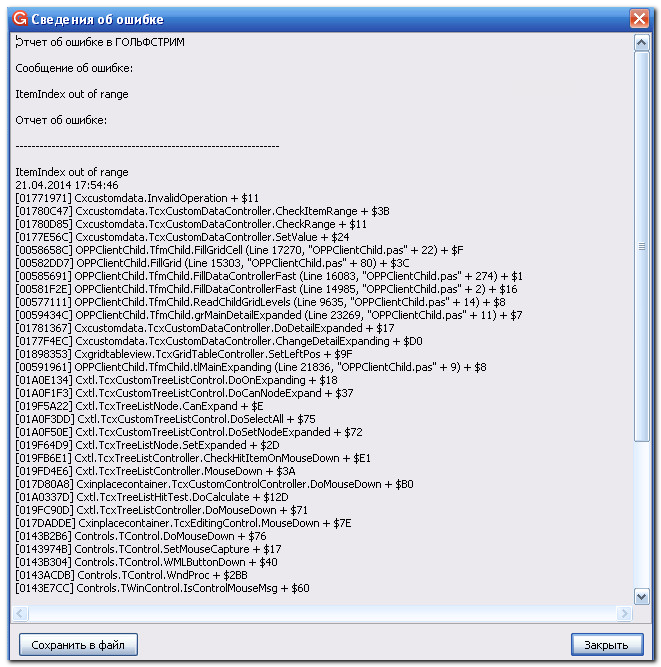 Сведения об ошибке
Отчет об ошибке в ГОЛЬФСТРИМ
Сообщение об ошибке:
ItemIndex out of range
Отчет об ошибке:
------------------------------------------------------------------
ItemIndex out of range
21.04.2014 17:54:46
[01771971] Cxcustomdata.InvalidOperation + $11
[01780C47] Cxcustomdata.TcxCustomDataController.CheckItemRange + $3B
[01780D85] Cxcustomdata.TcxCustomDataController.CheckRange + $11
[0177E56C] Cxcustomdata.TcxCustomDataController.SetValue + $24
[0058658C] OPPClientChild.TfmChild.FillGridCell (Line 17270, "OPPClientChild.pas" + 22) + $F
[00582DD7] OPPClientChild.FillGrid (Line 15303, "OPPClientChild.pas" + 80) + $3C
[00585691] OPPClientChild.TfmChild.FillDataControllerFast (Line 16083, "OPPClientChild.pas" + 274) + $1
[00581F2E] OPPClientChild.TfmChild.FillDataControllerFast (Line 14985, "OPPClientChild.pas" + 2) + $16
[00577111] OPPClientChild.TfmChild.ReadChildGridLevels (Line 9635, "OPPClientChild.pas" + 14) + $8
[0059434C] OPPClientChild.TfmChild.grMainDetailExpanded (Line 23269, "OPPClientChild.pas" + 11) + $7
[01781367] Cxcustomdata.TcxCustomDataController.DoDetailExpanded + $17
[0177F4EC] Cxcustomdata.TcxCustomDataController.ChangeDetailExpanding + $D0
[01898353] Cxgridtableview.TcxGridTableController.SetLeftPos + $9F
[00591961] OPPClientChild.TfmChild.tlMainExpanding (Line 21836, "OPPClientChild.pas" + 9) + $8
[01A0E134] Cxtl.TcxCustomTreeListControl.DoOnExpanding + $18
[01A0F1F3] Cxtl.TcxCustomTreeListControl.DoCanNodeExpand + $37
[019F5A22] Cxtl.TcxTreeListNode.CanExpand + $E
[01A0F3DD] Cxtl.TcxCustomTreeListControl.DoSelectAll + $75
[01A0F50E] Cxtl.TcxCustomTreeListControl.DoSetNodeExpanded + $72
[019F64D9] Cxtl.TcxTreeListNode.SetExpanded + $2D
[019FB6E1] Cxtl.TcxTreeListController.CheckHitItemOnMouseDown + $E1
[019FD4E6] Cxtl.TcxTreeListController.MouseDown + $3A
[017D80A8] Cxinplacecontainer.TcxCustomControlController.DoMouseDown + $B0
[01A0337D] Cxtl.TcxTreeListHitTest.DoCalculate + $12D
[019FC90D] Cxtl.TcxTreeListController.DoMouseDown + $71
[017DADDE] Cxinplacecontainer.TcxEditingControl.MouseDown + $7E
[0143B2B6] Controls.TControl.DoMouseDown + $76
[0143974B] Controls.TControl.SetMouseCapture + $17
[0143B304] Controls.TControl.WMLButtonDown + $40
[0143ACDB] Controls.TControl.WndProc + $2BB
[0143E7CC] Controls.TWinControl.IsControlMouseMsg + $60
Сохранить в файл
Закрыть